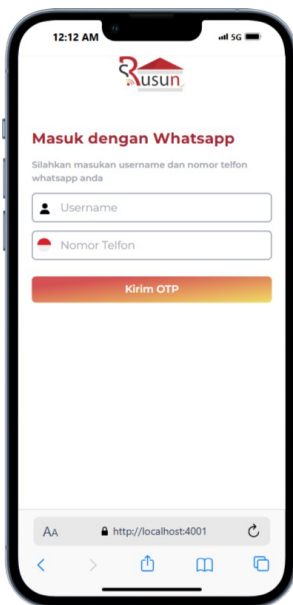 12:12 AM
5G
Rusun
Masuk dengan Whatsapp
Silahkan masukan username dan nomor telfon
whatsapp anda
Username
Nomor Telfon
Kirim OTP
AA
http://localhost:4001